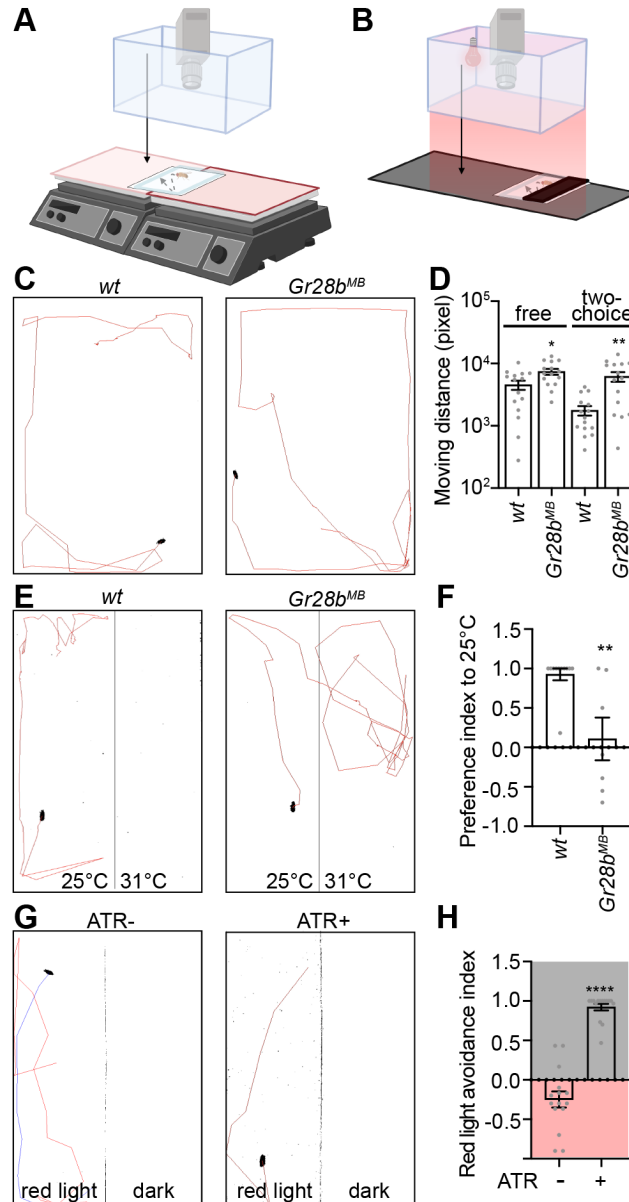 A
B
C
wt
Gr28b^MB
D
free
two-
choice
Moving distance (pixel)
10^5
10^4
10^3
10^2
*
**
wt
Gr28b^MB
wt
Gr28b^MB
E
wt
Gr28b^MB
25°C 31°C
25°C 31°C
F
Preference index to 25°C
1.5
1.0
0.5
0.0
-0.5
-1.0
**
wt
Gr28b^MB
G
ATR-
ATR+
red light dark
red light dark
H
Red light avoidance index
1.5
1.0
0.5
0.0
-0.5
****
ATR - +